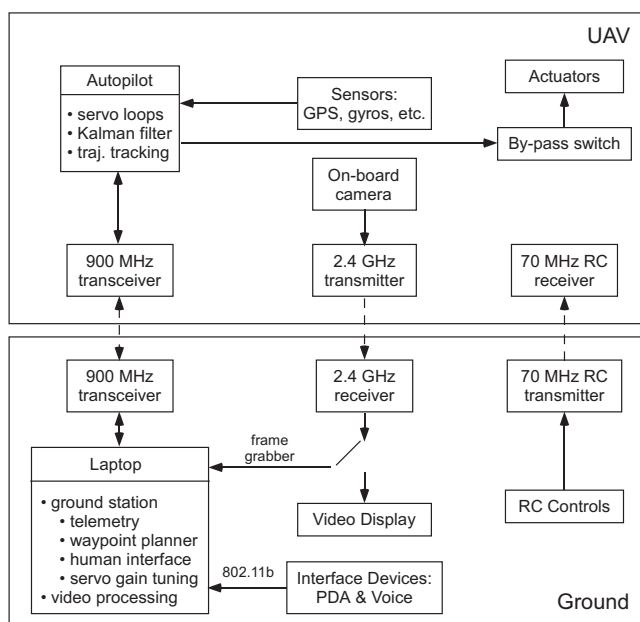 UAV
Autopilot
• servo loops
• Kalman filter
• traj. tracking
Sensors:
GPS, gyros, etc.
Actuators
By-pass switch
On-board
camera
900 MHz
transceiver
2.4 GHz
transmitter
70 MHz RC
receiver
900 MHz
transceiver
2.4 GHz
receiver
70 MHz RC
transmitter
frame
grabber
Laptop
• ground station
• telemetry
• waypoint planner
• human interface
• servo gain tuning
• video processing
Video Display
RC Controls
802.11b
Interface Devices:
PDA & Voice
Ground